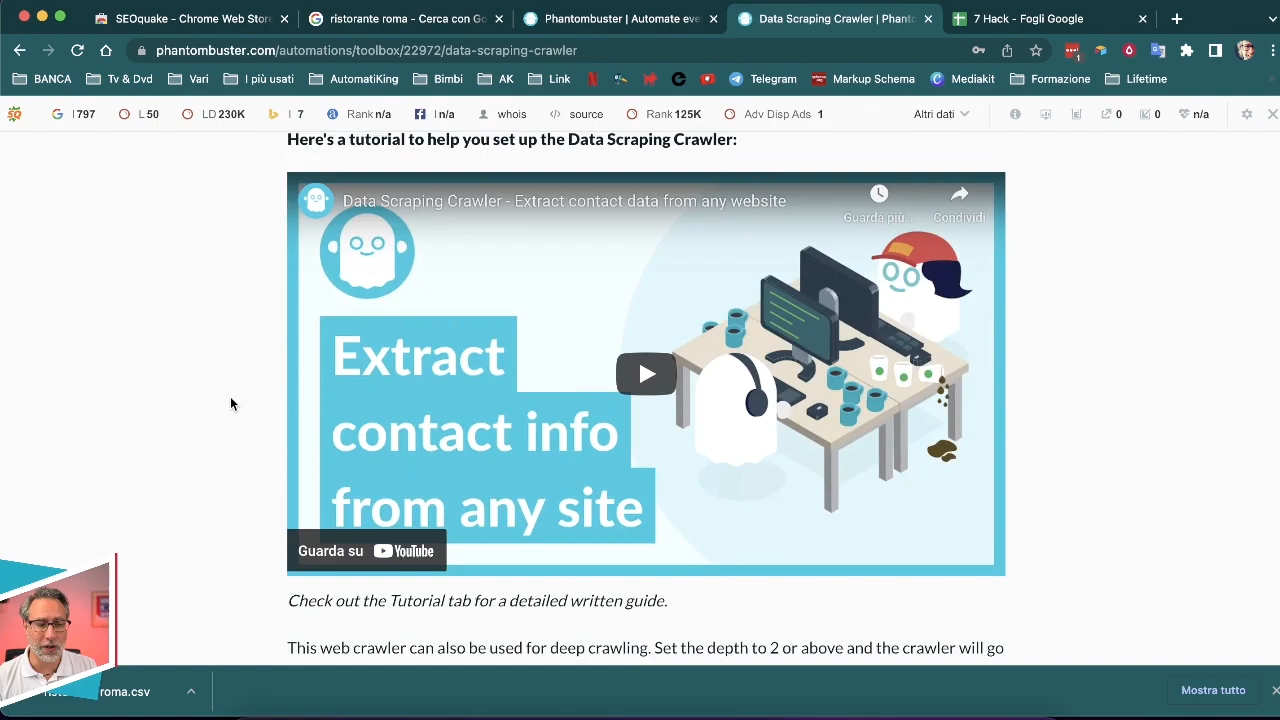 SEOquake - Chrome Web Store
ristorante roma - Cerca con Go
Phantombuster | Automate eve
Data Scraping Crawler | Phant
7 Hack - Fogli Google
phantombuster.com/automations/toolbox/22972/data-scraping-crawler
1
BANCA
Tv & Dvd
Vari
I più usati
AutomatiKing
Bimbi
AK
Link
Telegram
Markup Schema
Mediakit
Formazione
Lifetime
I 797
L 50
LD 230K
I 7
Rank n/a
I n/a
whois
source
Rank 125K
Adv Disp Ads 1
Altri dati
0
0
n/a
Here's a tutorial to help you set up the Data Scraping Crawler:
Data Scraping Crawler - Extract contact data from any website
Guarda più...
Condividi
Extract
contact info
from any site
Guarda su YouTube
Check out the Tutorial tab for a detailed written guide.
This web crawler can also be used for deep crawling. Set the depth to 2 or above and the crawler will go
roma.csv
Mostra tutto